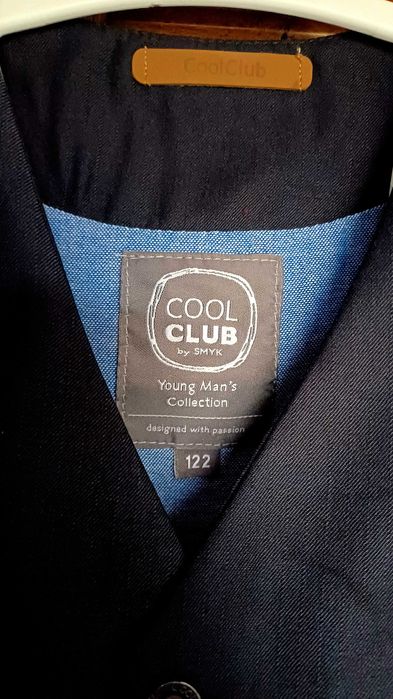 CoolClub
COOL
CLUB
by SMYK
Young Man's
Collection
designed with passion
122